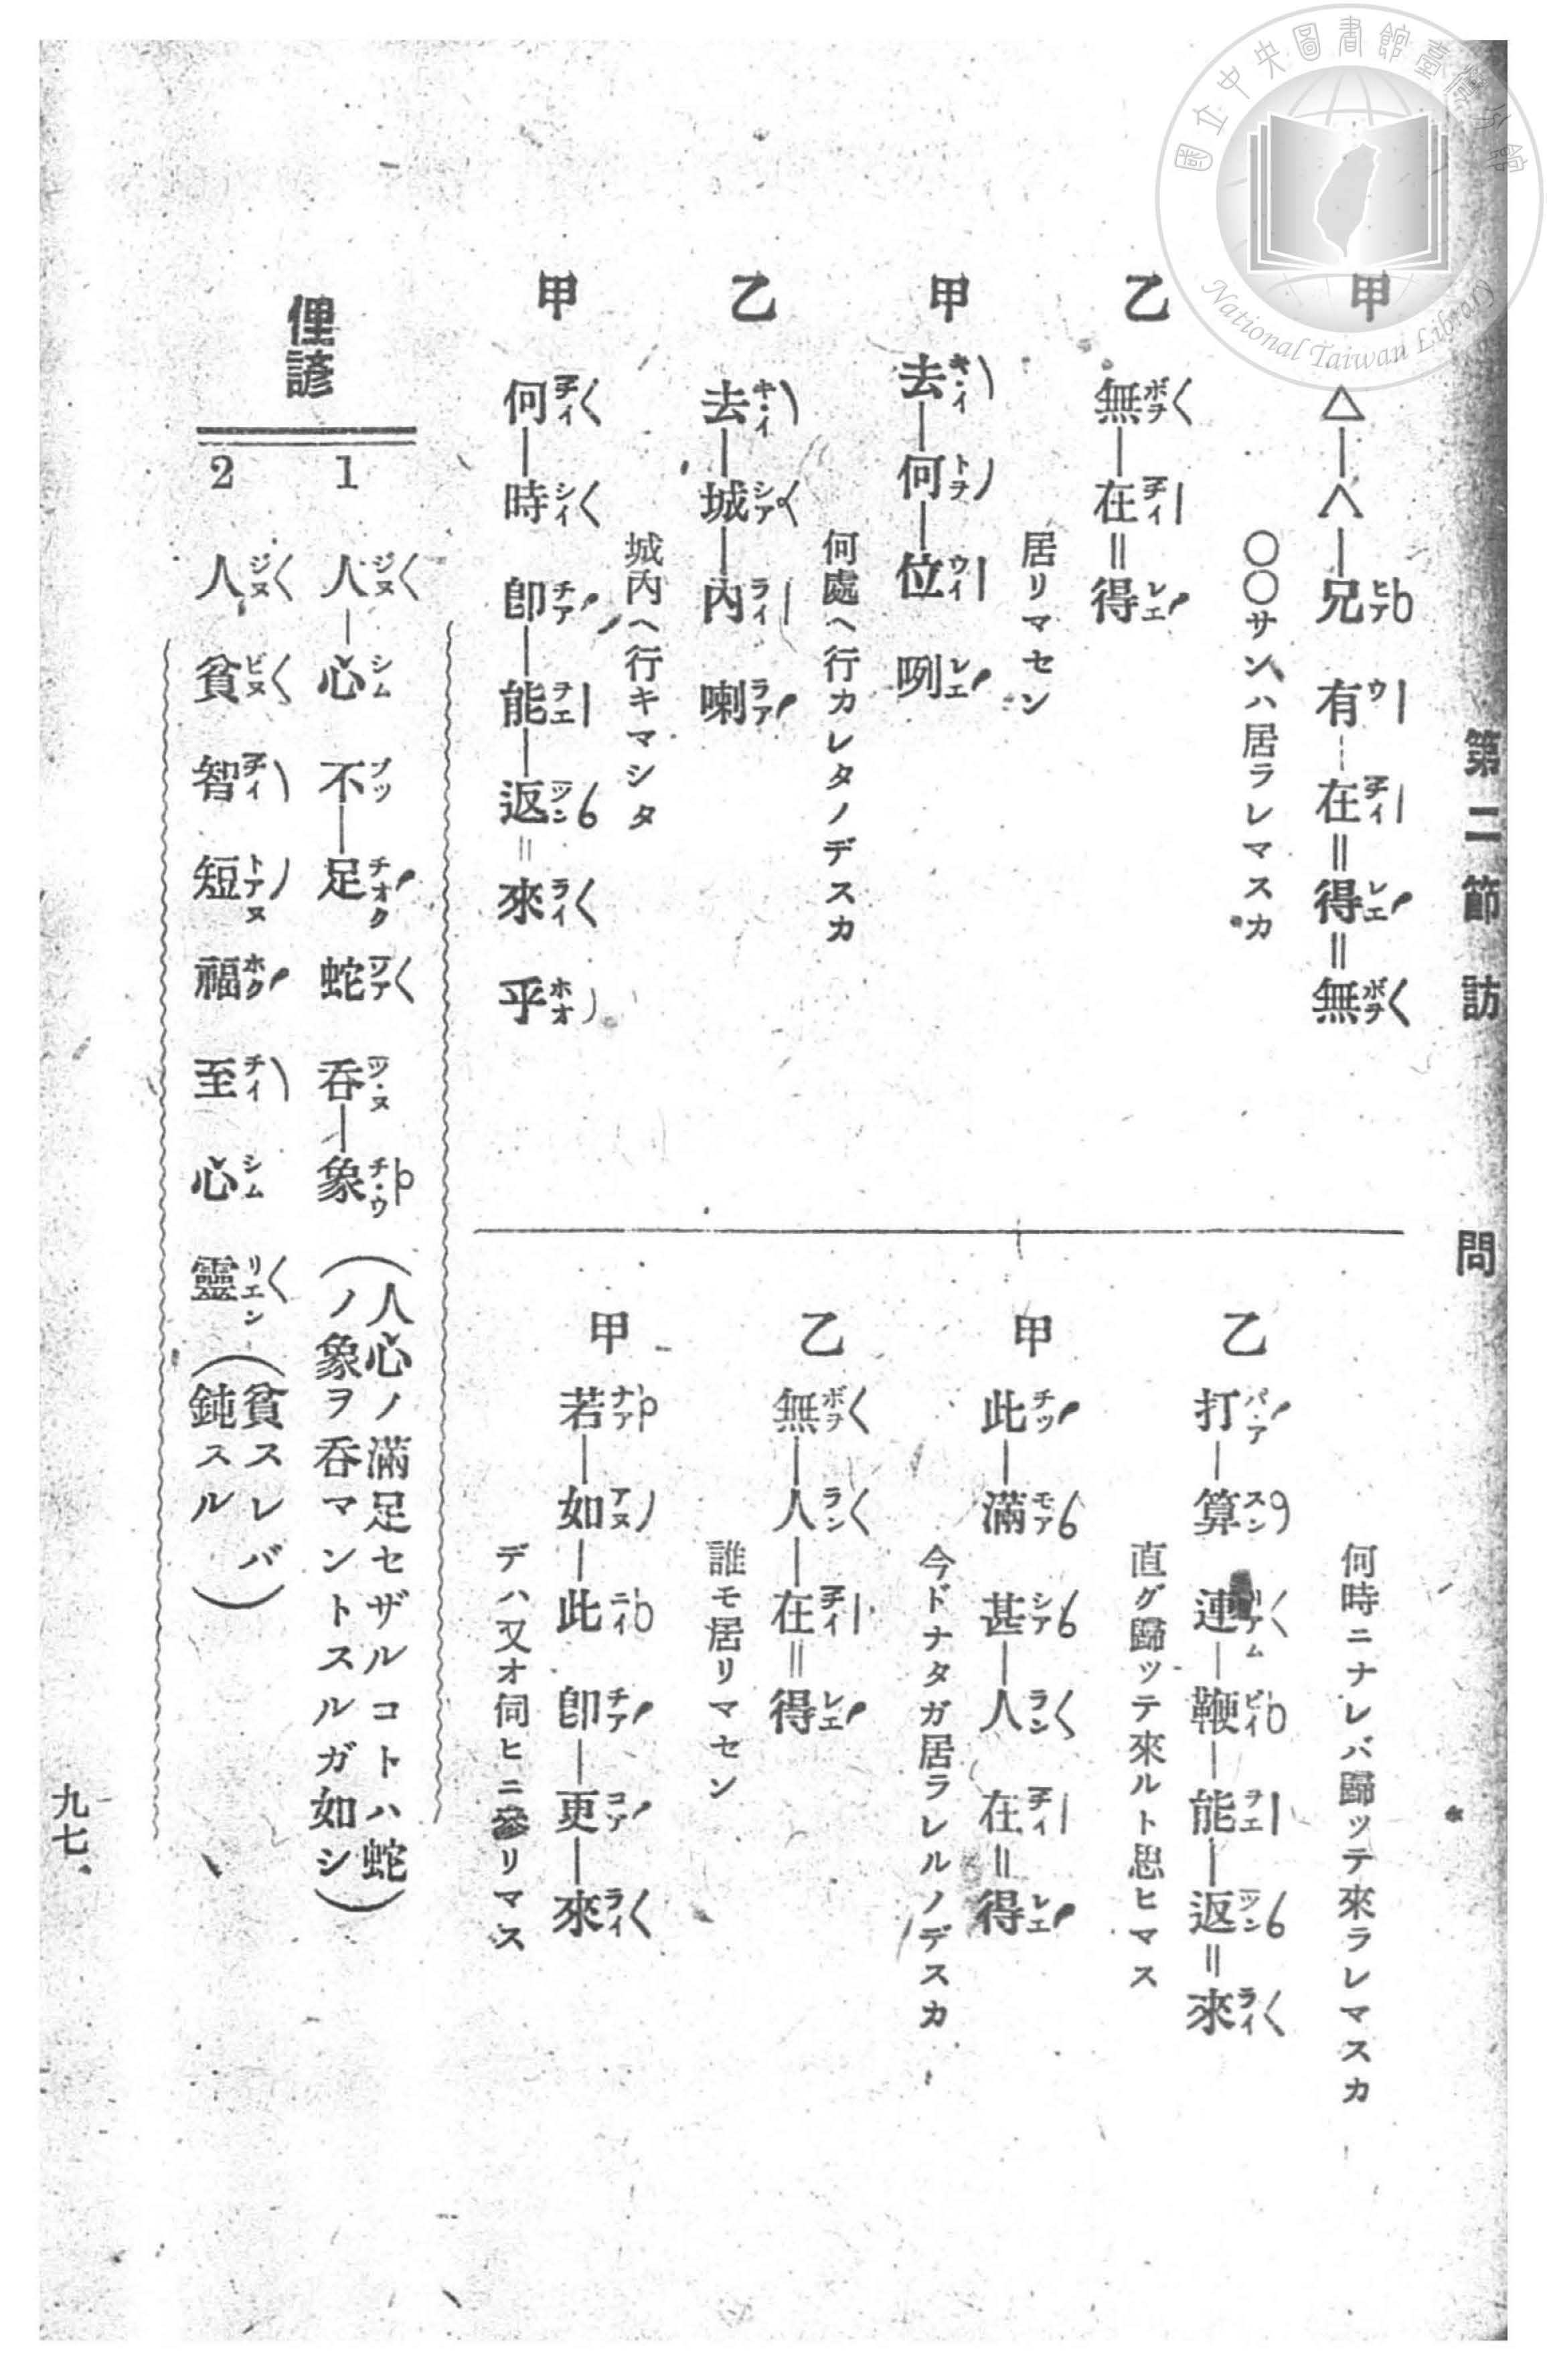 國立中央圖書館臺灣分館
National Taiwan Library
第二節 訪問
甲 △―ヘ―兄 有―在=得=無
〇〇サンハ居ラレマスカ
乙 無―在=得
居リマセン
甲 去―何―位 咧
何處ヘ行カレタノデスカ
乙 去―城―內 喇
城內ヘ行キマシタ
甲 何―時 卽―能―返=來 乎
何時ニナレバ歸ッテ來ラレマスカ
乙 打―算 連―鞭―能―返=來
直グ歸ッテ來ルト思ヒマス
甲 此―滿 甚―人 在=得
今ドナタガ居ラレルノデスカ
乙 無―人―在=得
誰モ居リマセン
甲 若―如―此 卽―更―來
デハ又オ伺ヒニ參リマス
俚諺
1 人―心 不―足 蛇 吞―象 (人心ノ滿足セザルコトハ蛇ノ象ヲ吞マントスルガ如シ)
2 人 貧 智 短 福 至 心 靈 (貧スレバ鈍スル)
九七